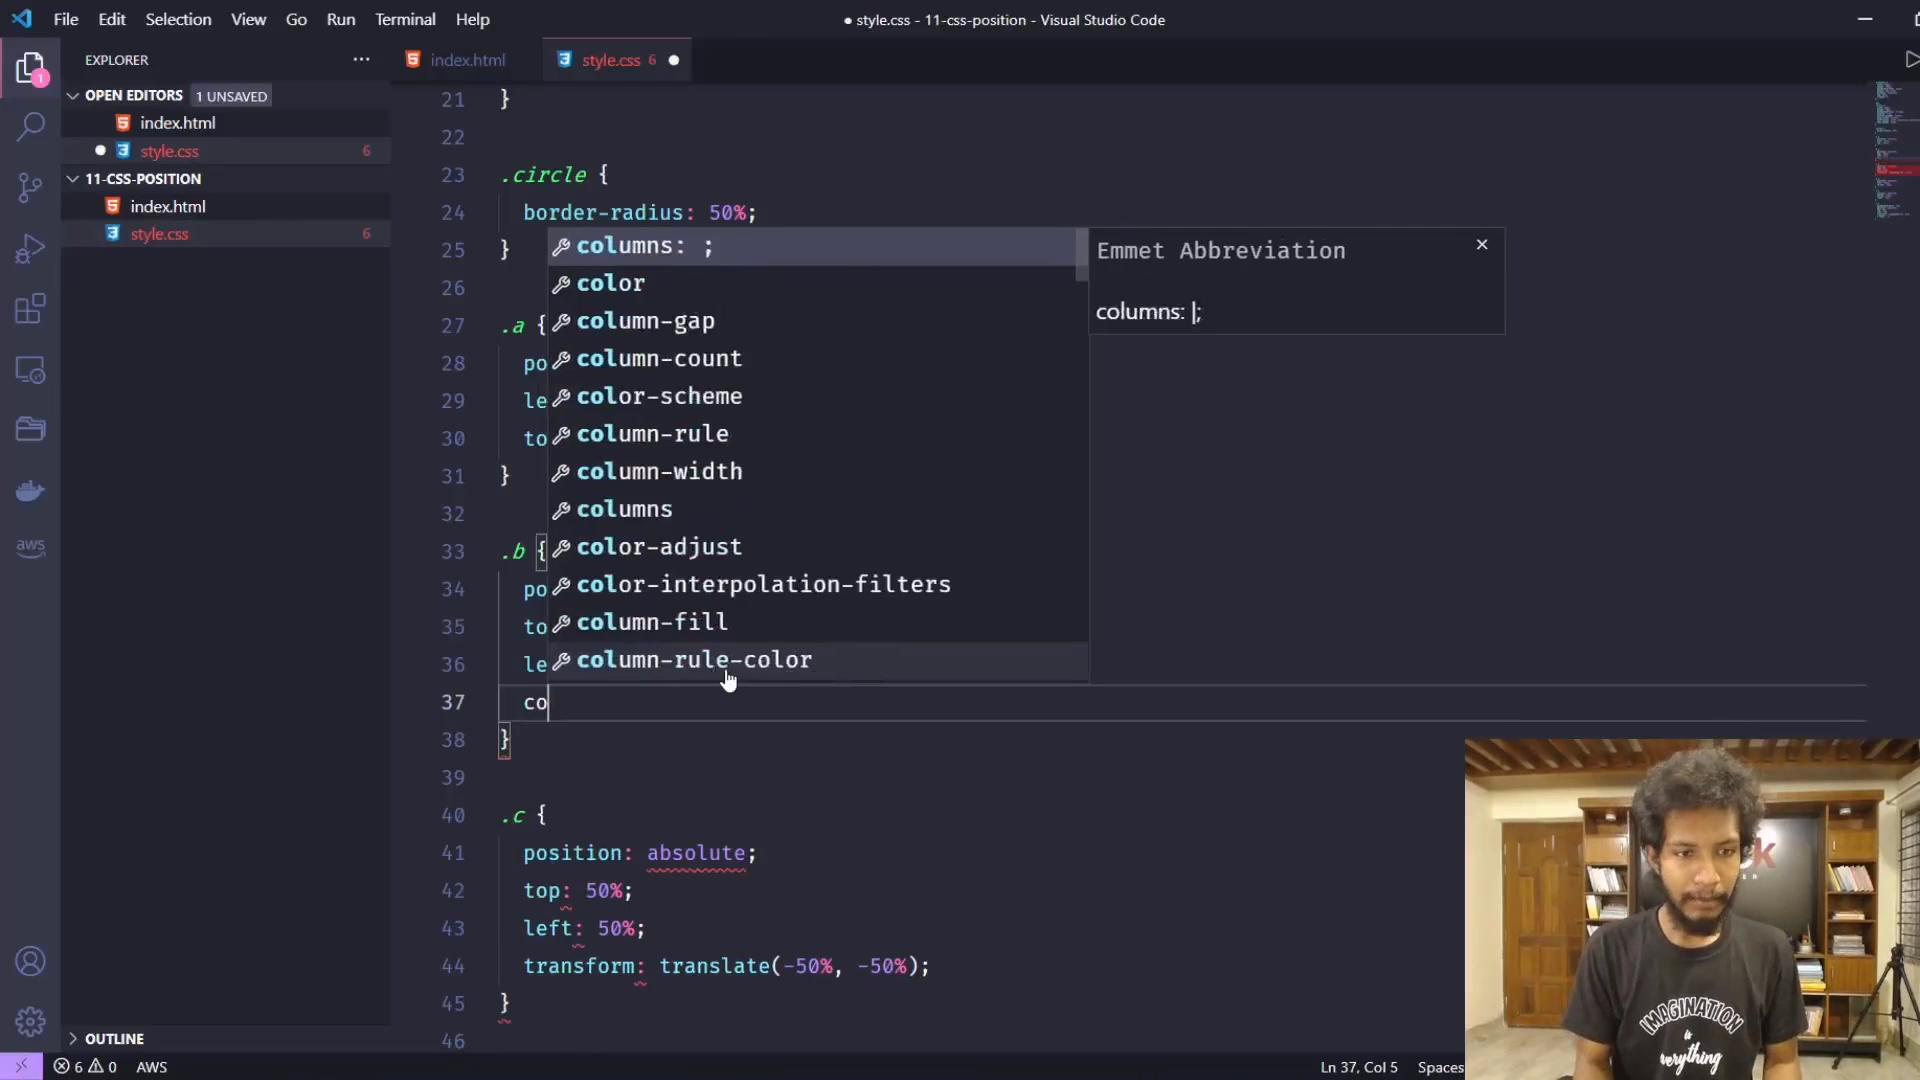 File Edit Selection View Go Run Terminal Help
● style.css - 11-css-position - Visual Studio Code
EXPLORER
index.html
style.css 6
OPEN EDITORS 1 UNSAVED
index.html
style.css 6
11-CSS-POSITION
index.html
style.css 6
1
aws
OUTLINE
21 }
22
23 .circle {
24 border-radius: 50%;
25 }
26
27 .a {
28 po
29 le
30 to
31 }
32
33 .b {
34 po
35 to
36 le
37 co
38 }
39
40 .c {
41 position: absolute;
42 top: 50%;
43 left: 50%;
44 transform: translate(-50%, -50%);
45 }
46
columns: ;
color
column-gap
column-count
color-scheme
column-rule
column-width
columns
color-adjust
color-interpolation-filters
column-fill
column-rule-color
Emmet Abbreviation
columns: |;
IMAGINATION
is
everything
6 0 AWS
Ln 37, Col 5 Spaces